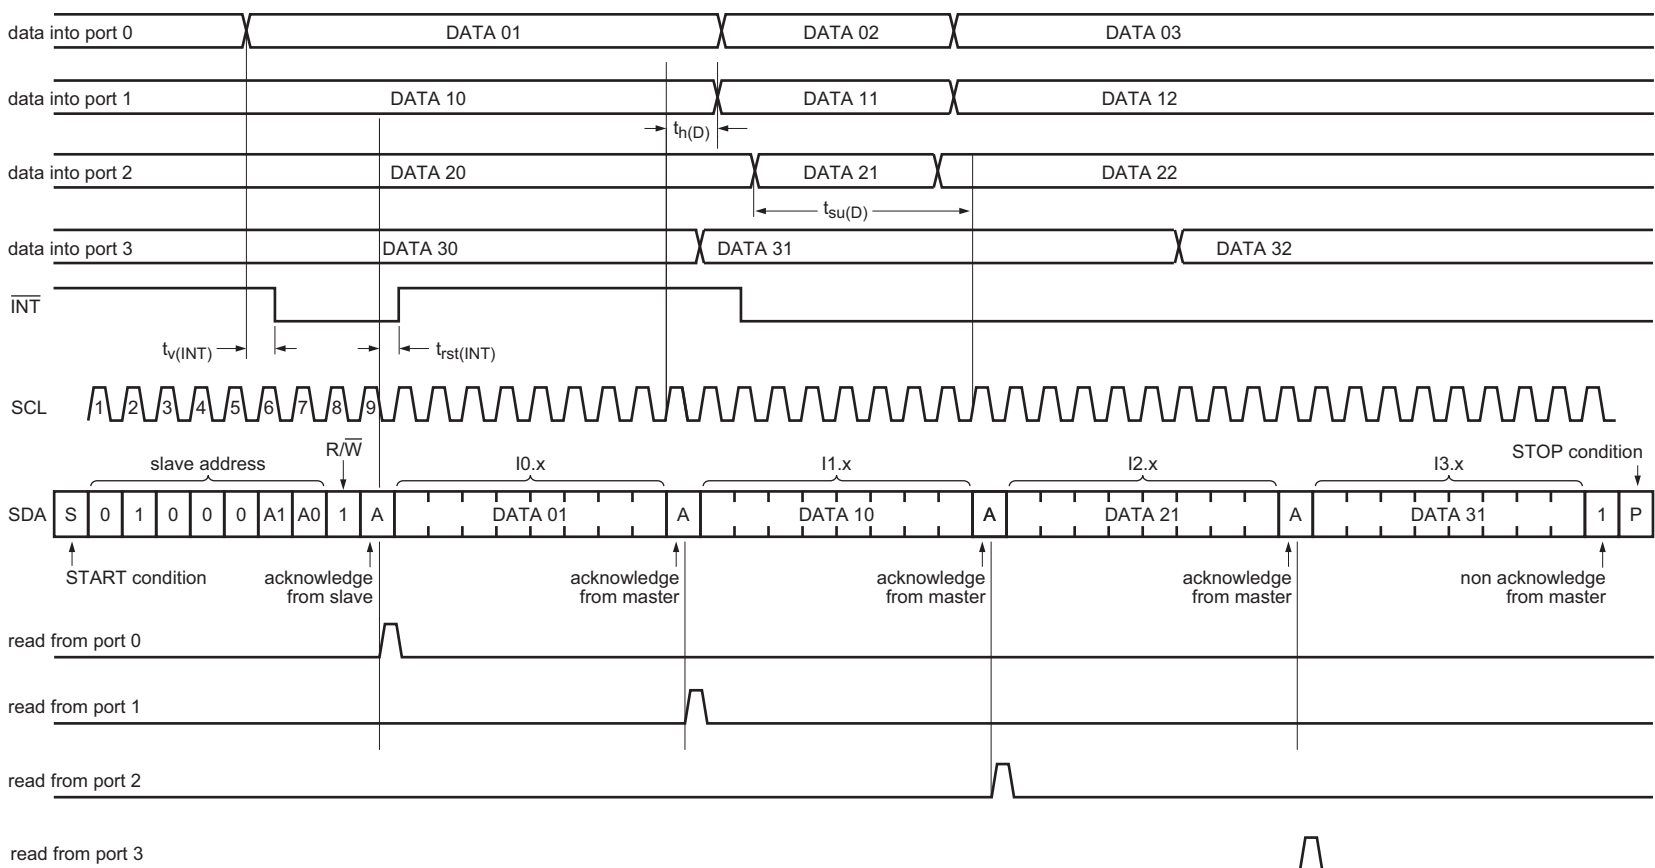 data into port 0 DATA 01 DATA 02 DATA 03
data into port 1 DATA 10 DATA 11 DATA 12
th(D)
data into port 2 DATA 20 DATA 21 DATA 22
tsu(D)
data into port 3 DATA 30 DATA 31 DATA 32
INT
tv(INT) trst(INT)
SCL 1 2 3 4 5 6 7 8 9
R/W STOP condition
slave address I0.x I1.x I2.x I3.x
SDA S 0 1 0 0 0 A1 A0 1 A DATA 01 A DATA 10 A DATA 21 A DATA 31 1 P
START condition acknowledge acknowledge acknowledge acknowledge non acknowledge
from slave from master from master from master from master
read from port 0
read from port 1
read from port 2
read from port 3